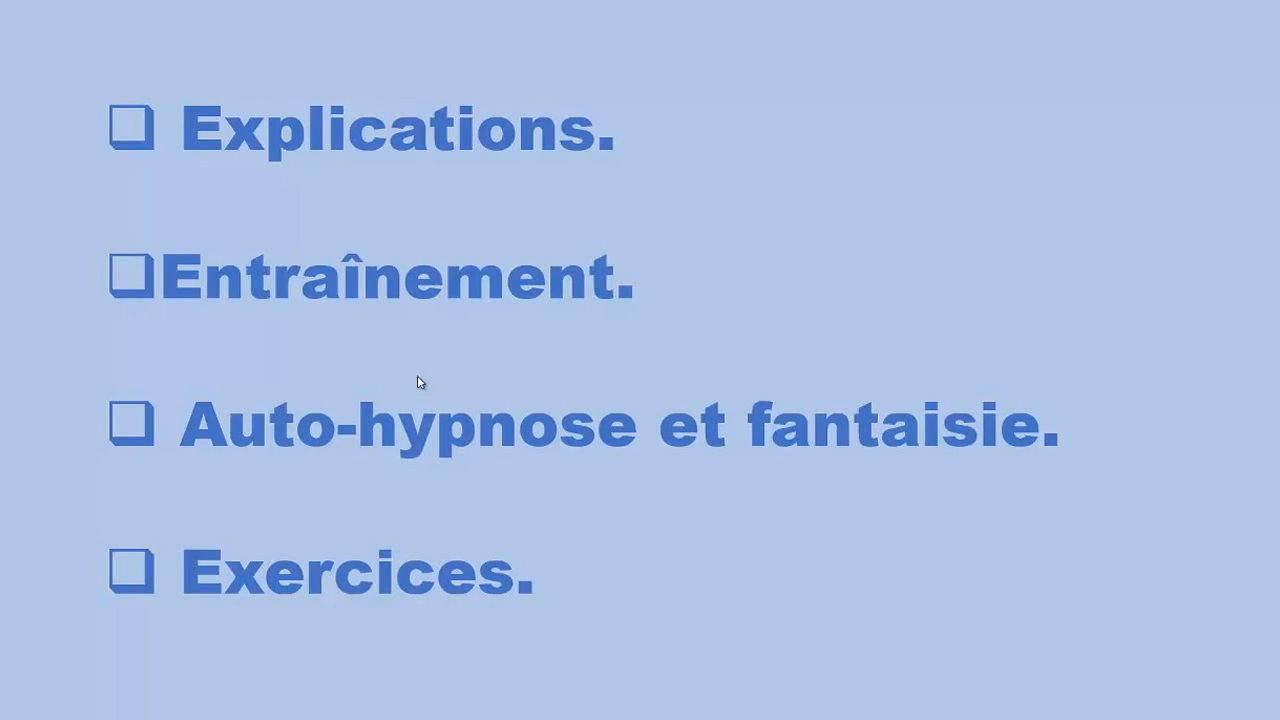 ❑ Explications.
❑Entraînement.
❑ Auto-hypnose et fantaisie.
❑ Exercices.